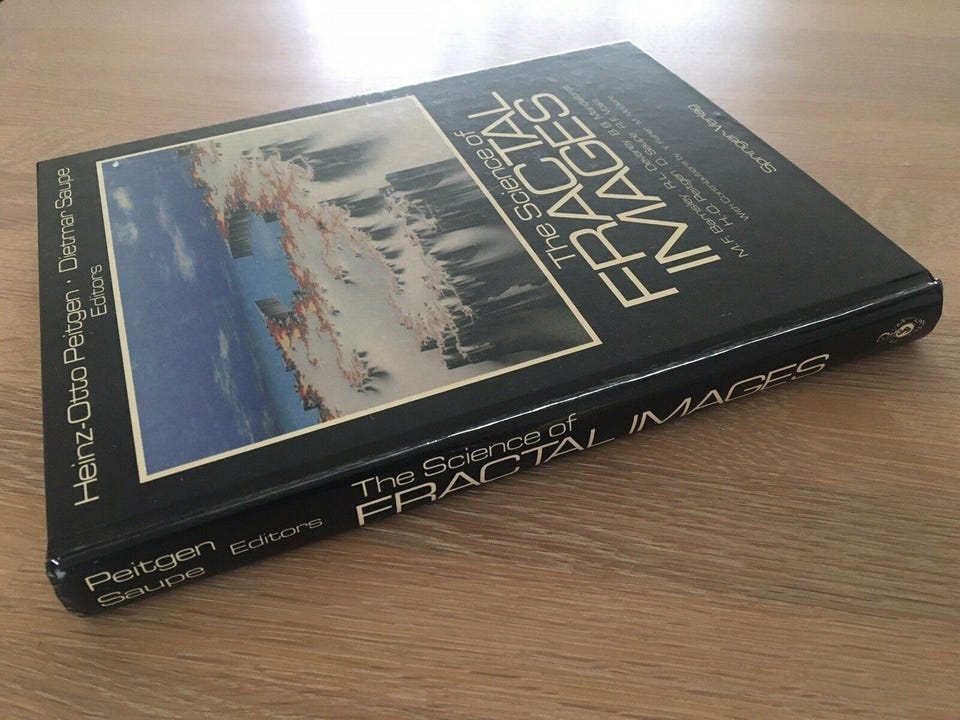 Heinz-Otto Peitgen · Dietmar Saupe
Editors
The Science of
FRACTAL
IMAGES
M.F. Barnsley R.L. Devaney B.B. Mandelbrot
H.-O. Peitgen D. Saupe R.F. Voss
With Contributions by Y. Fisher M. McGuire
Springer-Verlag
Peitgen
Saupe
Editors
The Science of
FRACTAL IMAGES